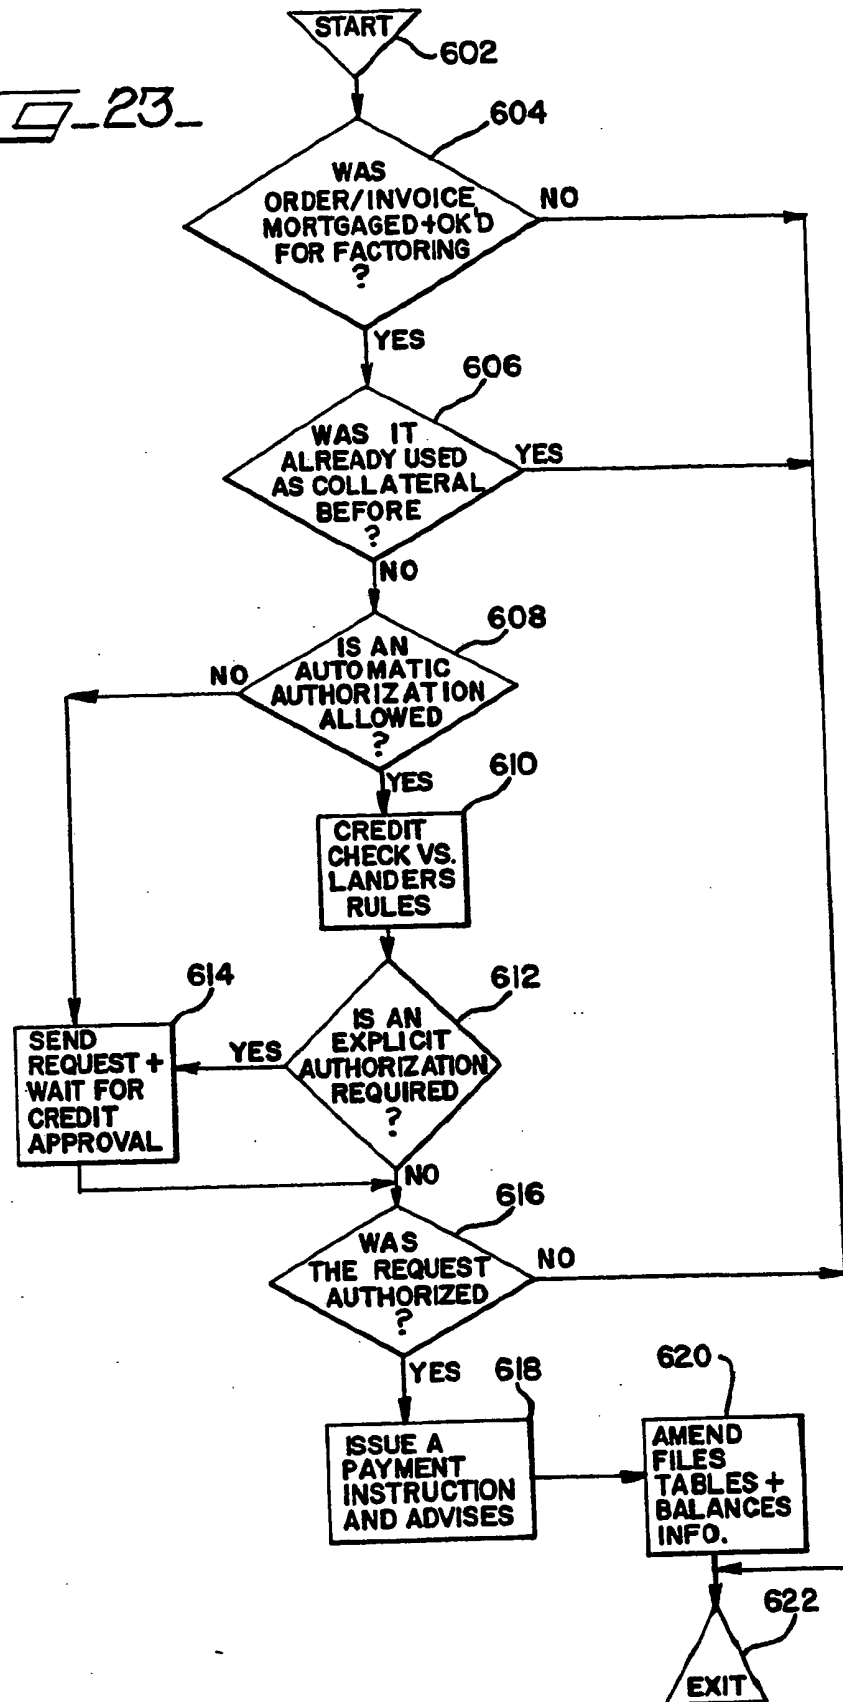 START
602
G-23-
604
WAS
ORDER/INVOICE,
MORTGAGED+OK'D
FOR FACTORING
?
NO
YES
606
WAS IT
ALREADY USED
AS COLLATERAL
BEFORE
?
YES
NO
608
IS AN
AUTOMATIC
AUTHORIZATION
ALLOWED
?
NO
YES
610
CREDIT
CHECK VS.
LANDERS
RULES
612
IS AN
EXPLICIT
AUTHORIZATION
REQUIRED
?
YES
614
SEND
REQUEST +
WAIT FOR
CREDIT
APPROVAL
NO
616
WAS
THE REQUEST
AUTHORIZED
?
NO
YES
618
ISSUE A
PAYMENT
INSTRUCTION
AND ADVISES
620
AMEND
FILES
TABLES +
BALANCES
INFO.
622
EXIT